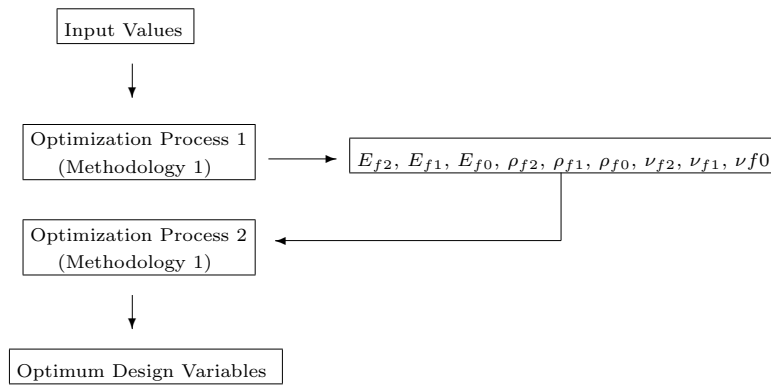 Input Values
Optimization Process 1
(Methodology 1)
E_{f2}, E_{f1}, E_{f0}, ρ_{f2}, ρ_{f1}, ρ_{f0}, ν_{f2}, ν_{f1}, νf0
Optimization Process 2
(Methodology 1)
Optimum Design Variables